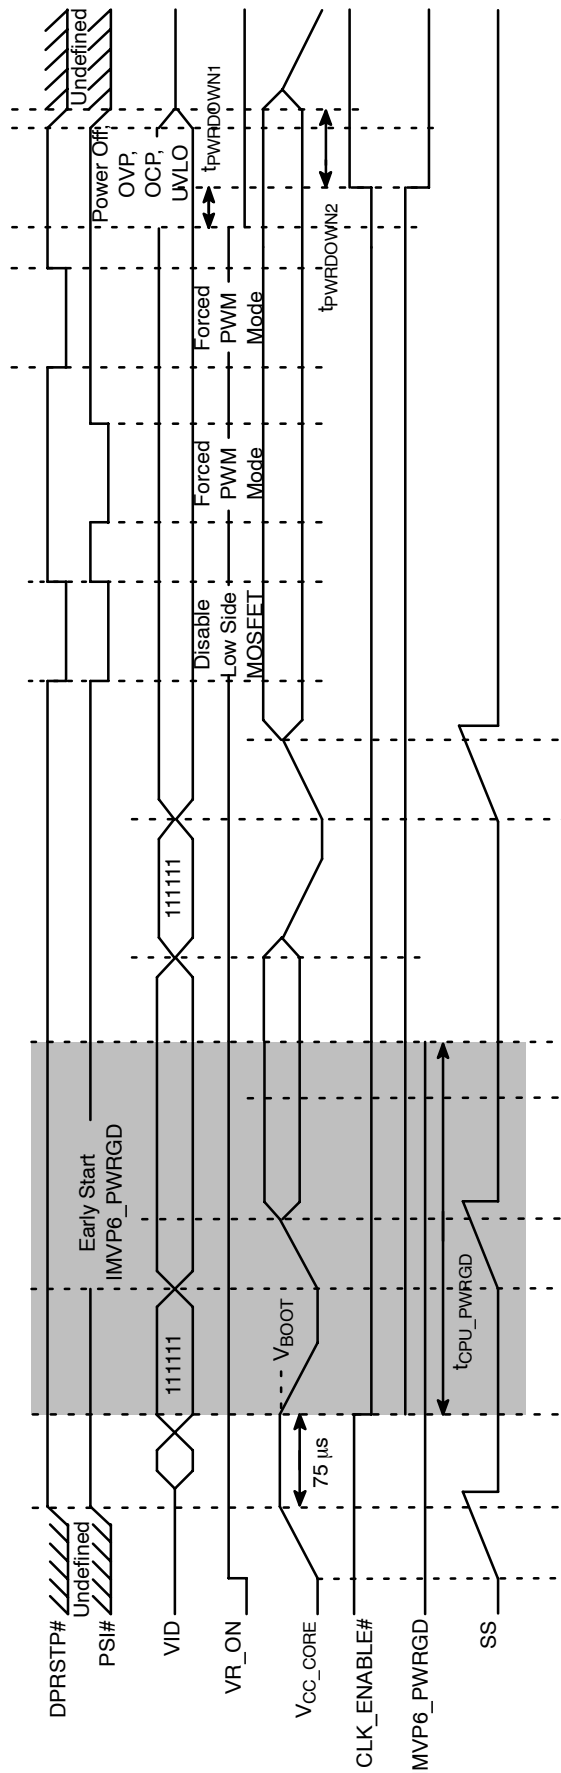 DPRSTP#
Undefined
PSI#
VID
VR_ON
VCC_CORE
CLK_ENABLE#
MVP6_PWRGD
SS
75 μs
VBOOT
111111
Early Start
IMVP6_PWRGD
tCPU_PWRGD
111111
Disable
Low Side
MOSFET
Forced
PWM
Mode
Forced
PWM
Mode
Power Off,
OVP,
OCP,
UVLO
tPWRDOWN1
tPWRDOWN2
Undefined